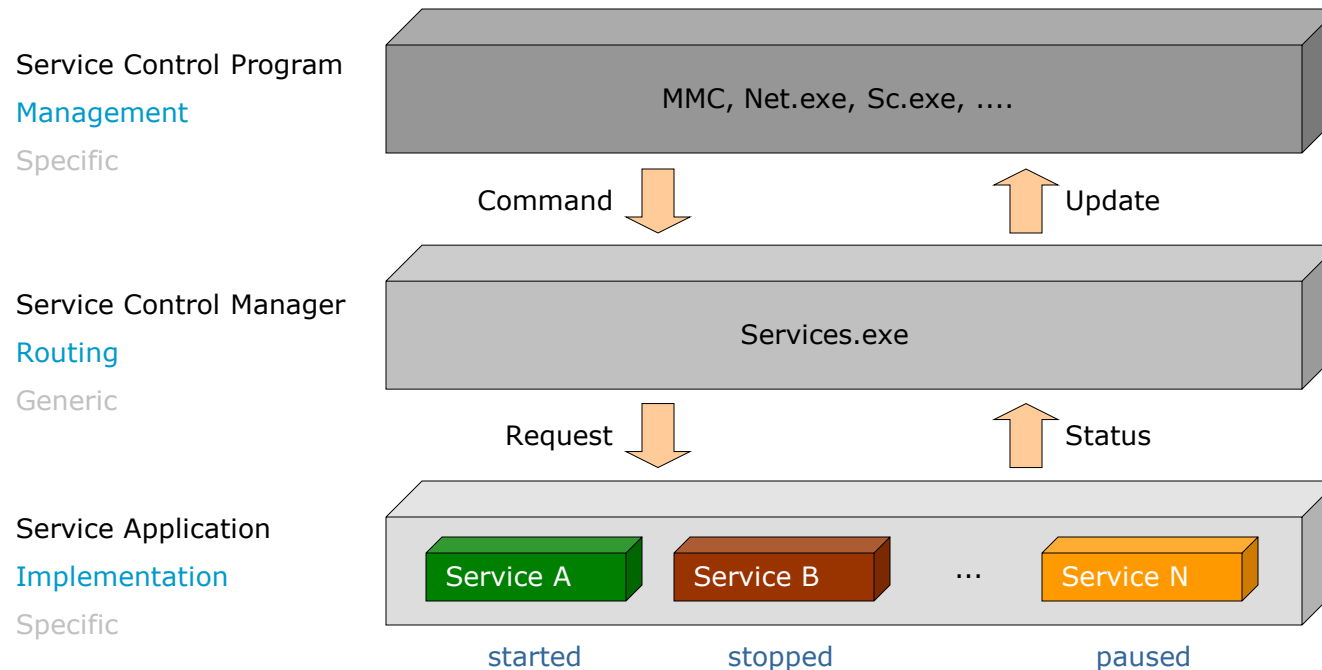 Service Control Program
Management
Specific
MMC, Net.exe, Sc.exe, ....
Command
Update
Service Control Manager
Routing
Generic
Services.exe
Request
Status
Service Application
Implementation
Specific
Service A
Service B
...
Service N
started
stopped
paused